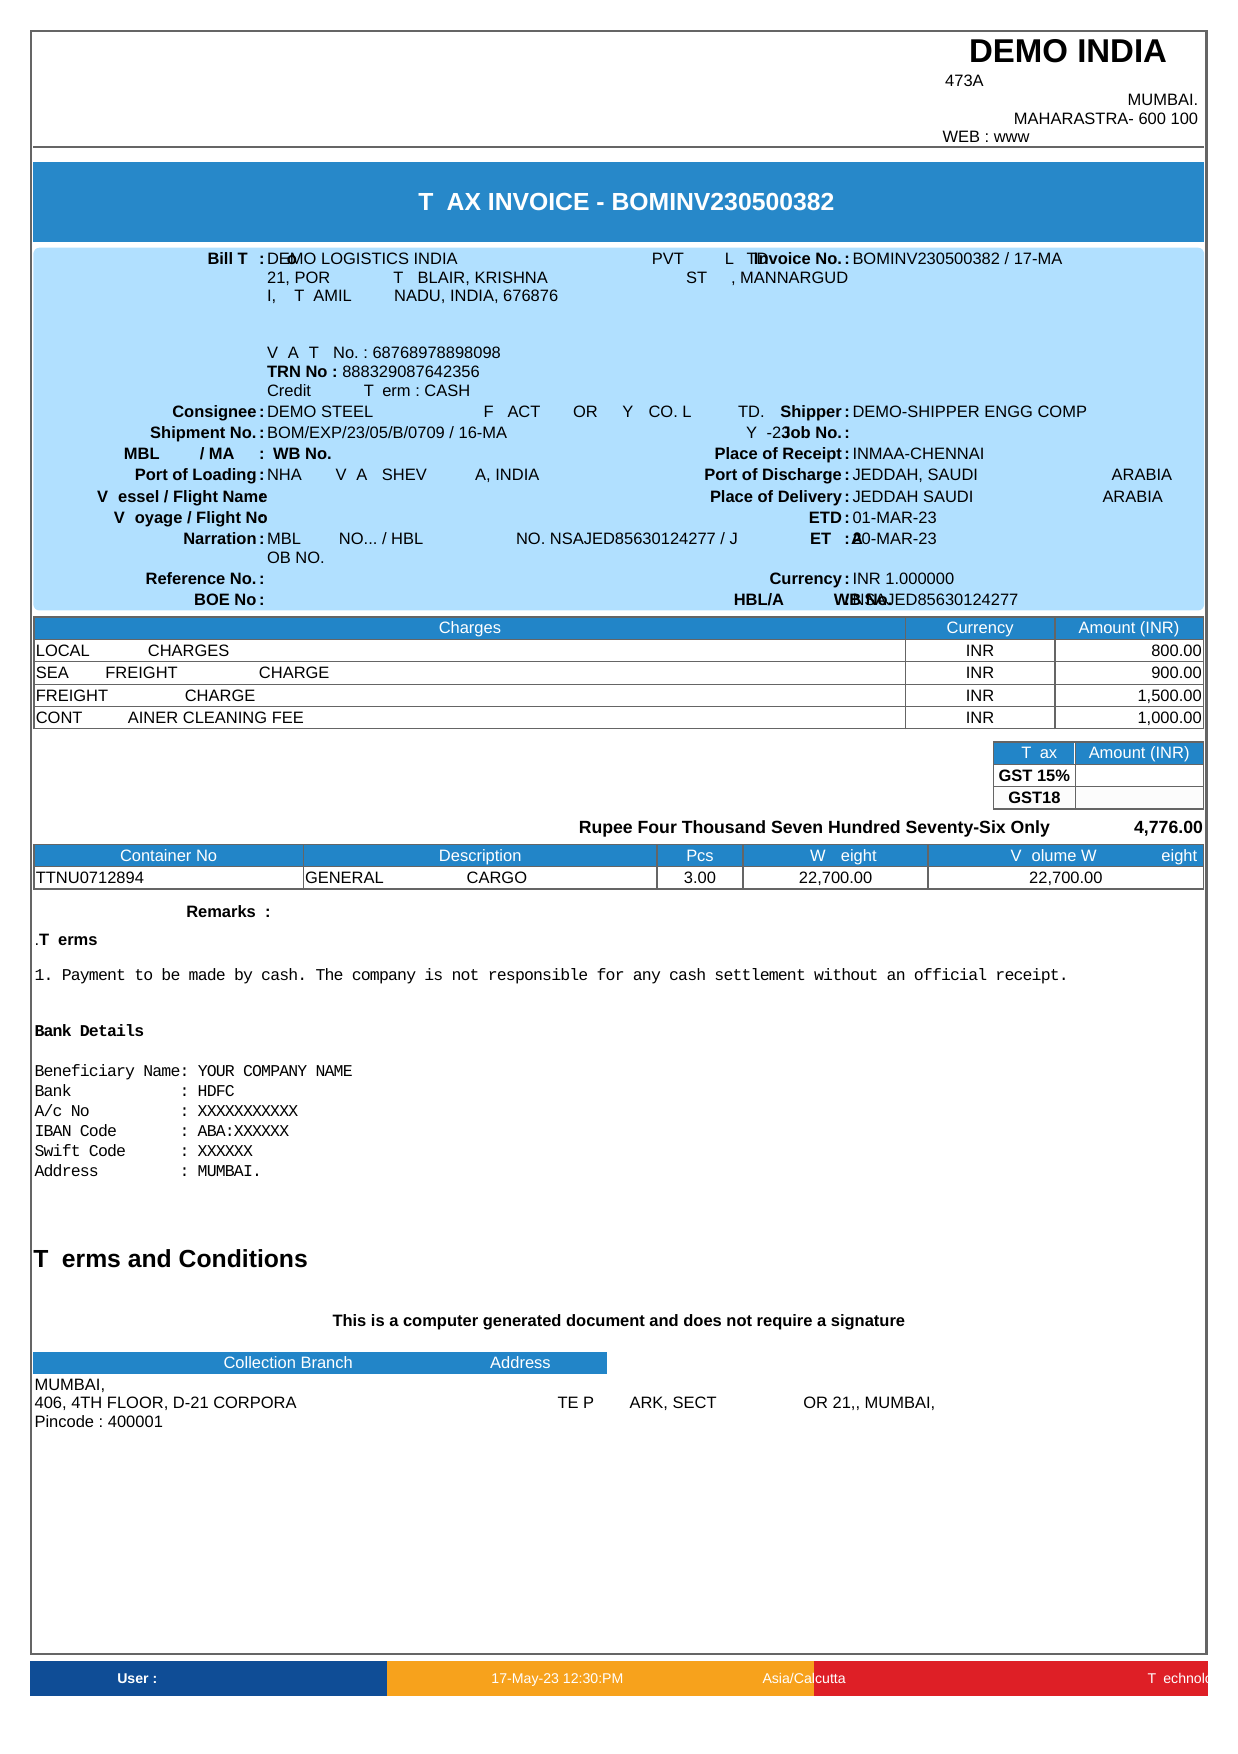 DEMO INDIA
473A
MUMBAI.
MAHARASTRA- 600 100
WEB : www
TAX INVOICE - BOMINV230500382
Bill To : DEMO LOGISTICS INDIA PVT LTD Invoice No. : BOMINV230500382 / 17-MA
21, PORT BLAIR, KRISHNA ST, MANNARGUD
I, TAMIL NADU, INDIA, 676876
VAT No. : 68768978898098
TRN No : 888329087642356
Credit Term : CASH
Consignee : DEMO STEEL FACTORY CO. LTD. Shipper : DEMO-SHIPPER ENGG COMP
Shipment No. : BOM/EXP/23/05/B/0709 / 16-MAY-23 Job No. :
MBL / MAWB No. : Place of Receipt : INMAA-CHENNAI
Port of Loading : NHAVA SHEVA, INDIA Port of Discharge : JEDDAH, SAUDI ARABIA
Vessel / Flight Name : Place of Delivery : JEDDAH SAUDI ARABIA
Voyage / Flight No : ETD : 01-MAR-23
Narration : MBL NO... / HBL NO. NSAJED85630124277 / J ETA : 20-MAR-23
OB NO.
Reference No. : Currency : INR 1.000000
BOE No : HBL/AWB No. : NSAJED85630124277
Charges Currency Amount (INR)
LOCAL CHARGES INR 800.00
SEA FREIGHT CHARGE INR 900.00
FREIGHT CHARGE INR 1,500.00
CONTAINER CLEANING FEE INR 1,000.00
Tax Amount (INR)
GST 15%
GST18
Rupee Four Thousand Seven Hundred Seventy-Six Only 4,776.00
Container No Description Pcs Weight Volume Weight
TTNU0712894 GENERAL CARGO 3.00 22,700.00 22,700.00
Remarks :
.Terms
1. Payment to be made by cash. The company is not responsible for any cash settlement without an official receipt.
Bank Details
Beneficiary Name: YOUR COMPANY NAME
Bank : HDFC
A/c No : XXXXXXXXXXX
IBAN Code : ABA:XXXXXX
Swift Code : XXXXXX
Address : MUMBAI.
Terms and Conditions
This is a computer generated document and does not require a signature
Collection Branch Address
MUMBAI,
406, 4TH FLOOR, D-21 CORPORATE PARK, SECTOR 21,, MUMBAI,
Pincode : 400001
User : 17-May-23 12:30:PM Asia/Calcutta